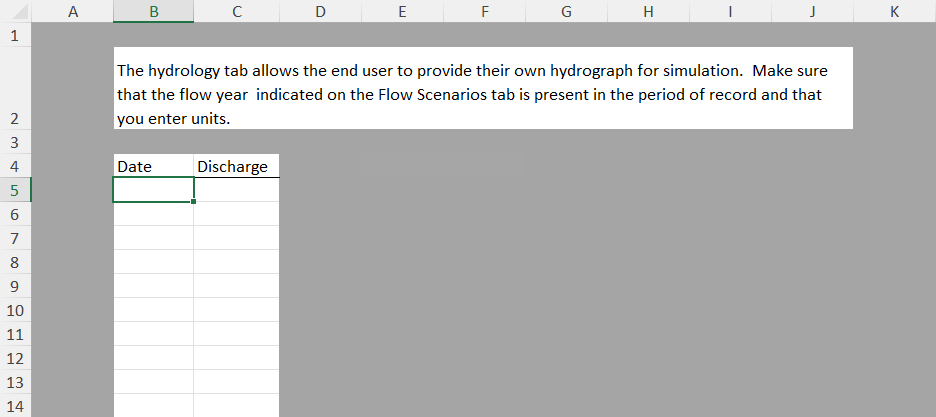 A B C D E F G H I J K
1
The hydrology tab allows the end user to provide their own hydrograph for simulation.  Make sure
that the flow year  indicated on the Flow Scenarios tab is present in the period of record and that
2 you enter units.
3
4 Date Discharge
5
6
7
8
9
10
11
12
13
14